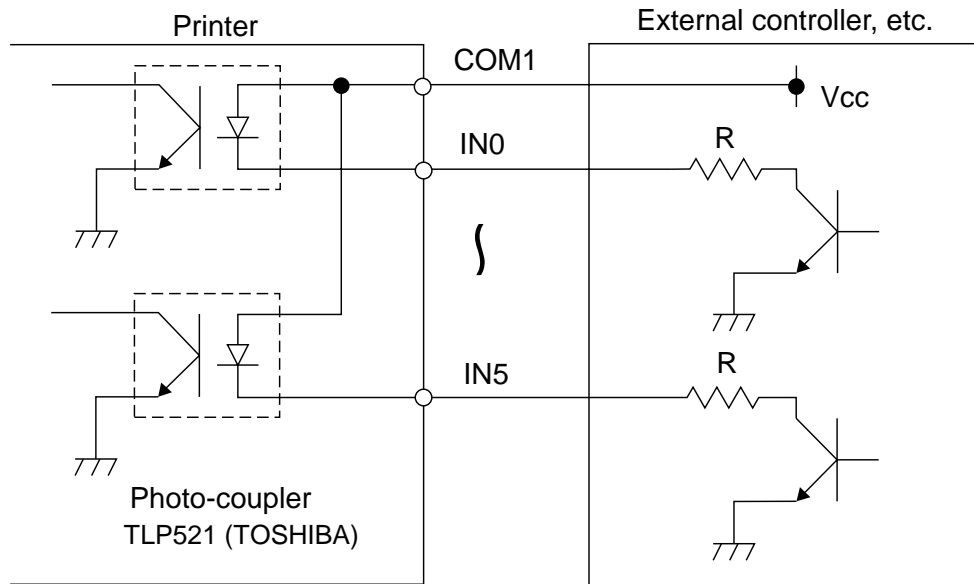 Printer
External controller, etc.
COM1
Vcc
R
IN0
R
IN5
Photo-coupler
TLP521 (TOSHIBA)